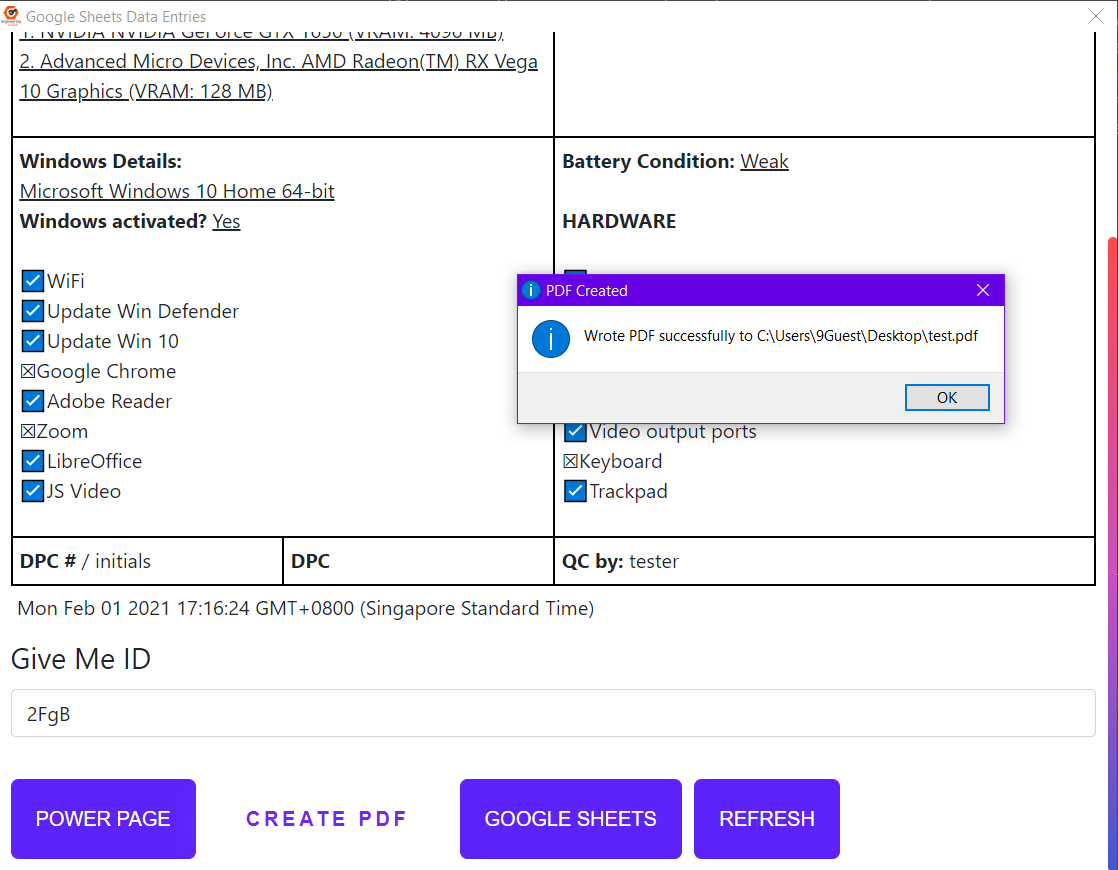 Google Sheets Data Entries
1. NVIDIA NVIDIA GeForce GTX 1650 (VRAM: 4096 MB)
2. Advanced Micro Devices, Inc. AMD Radeon(TM) RX Vega
10 Graphics (VRAM: 128 MB)
Windows Details:
Microsoft Windows 10 Home 64-bit
Windows activated? Yes
WiFi
Update Win Defender
Update Win 10
Google Chrome
Adobe Reader
Zoom
LibreOffice
JS Video
Battery Condition: Weak
HARDWARE
PDF Created
Wrote PDF successfully to C:\Users\9Guest\Desktop\test.pdf
OK
Video output ports
Keyboard
Trackpad
DPC # / initials
DPC
QC by: tester
Mon Feb 01 2021 17:16:24 GMT+0800 (Singapore Standard Time)
Give Me ID
2FgB
POWER PAGE
CREATE PDF
GOOGLE SHEETS
REFRESH